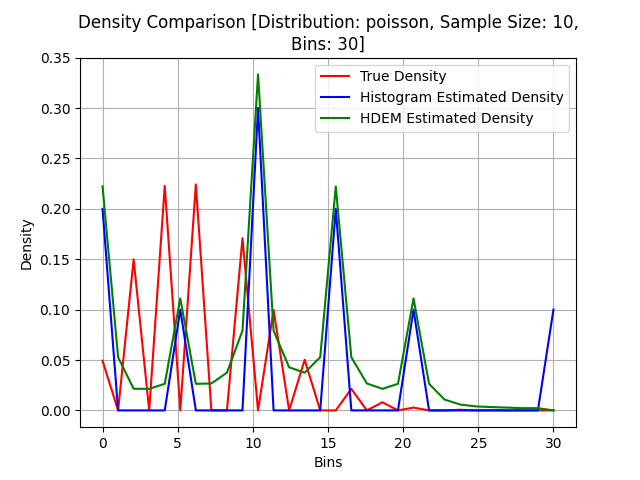 Density Comparison [Distribution: poisson, Sample Size: 10,
Bins: 30]
True Density
Histogram Estimated Density
HDEM Estimated Density
Density
0.35
0.30
0.25
0.20
0.15
0.10
0.05
0.00
0 5 10 15 20 25 30
Bins